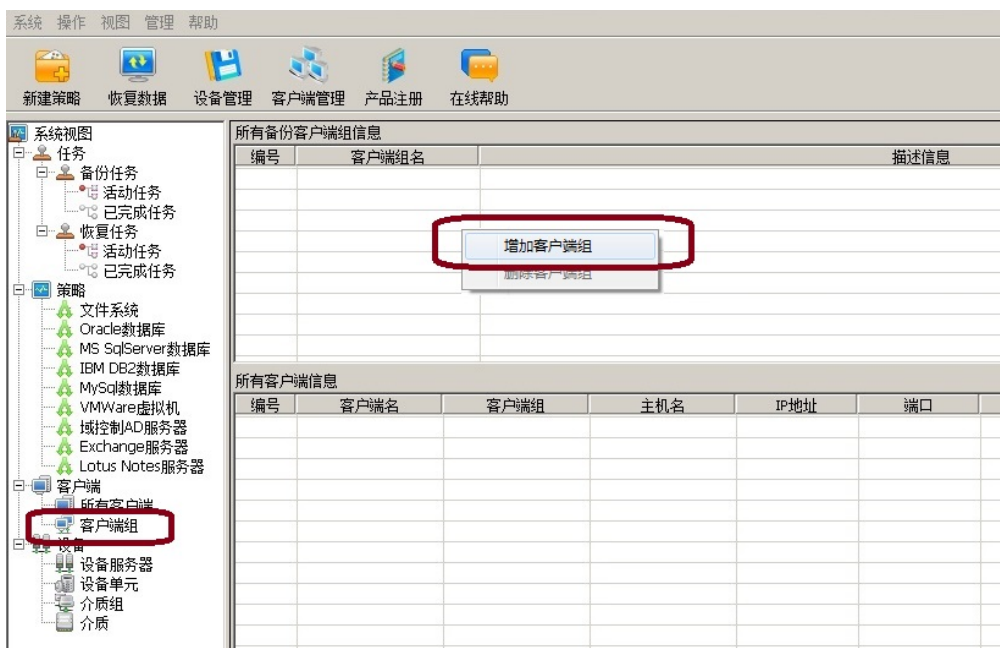 系统 操作 视图 管理 帮助
新建策略 恢复数据 设备管理 客户端管理 产品注册 在线帮助
系统视图
任务
备份任务
活动任务
已完成任务
恢复任务
活动任务
已完成任务
策略
文件系统
Oracle数据库
MS SqlServer数据库
IBM DB2数据库
MySql数据库
VMWare虚拟机
域控制AD服务器
Exchange服务器
Lotus Notes服务器
客户端
所有客户端
客户端组
设备
设备服务器
设备单元
介质组
介质
所有备份客户端组信息
编号 客户端组名 描述信息
增加客户端组
删除客户端组
所有客户端信息
编号 客户端名 客户端组 主机名 IP地址 端口